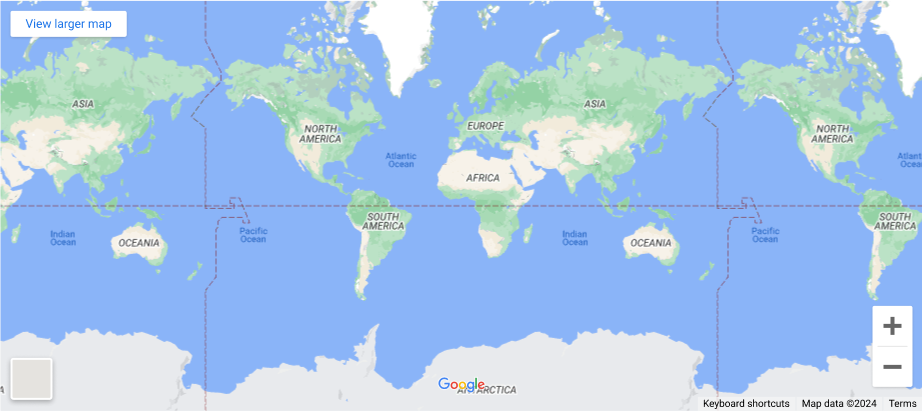 View larger map
ASIA
NORTH
AMERICA
Atlantic
Ocean
EUROPE
ASIA
NORTH
AMERICA
AFRICA
SOUTH
AMERICA
SOUTH
AMERICA
Indian
Ocean
OCEANIA
Pacific
Ocean
Indian
Ocean
OCEANIA
Pacific
Ocean
Google
ARCTICA
Keyboard shortcuts
Map data ©2024
Terms